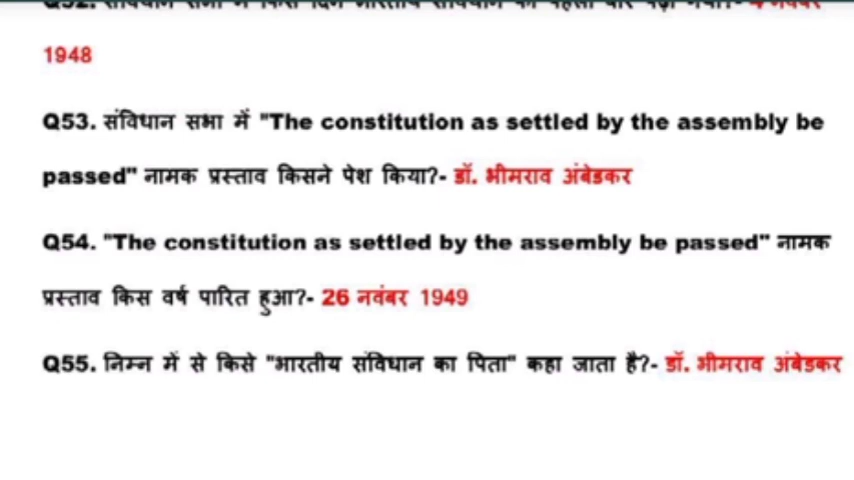 1948
Q53. संविधान सभा में "The constitution as settled by the assembly be
passed" नामक प्रस्ताव किसने पेश किया?- डॉ. भीमराव अंबेडकर
Q54. "The constitution as settled by the assembly be passed" नामक
प्रस्ताव किस वर्ष पारित हुआ?- 26 नवंबर 1949
Q55. निम्न में से किसे "भारतीय संविधान का पिता" कहा जाता है?- डॉ. भीमराव अंबेडकर